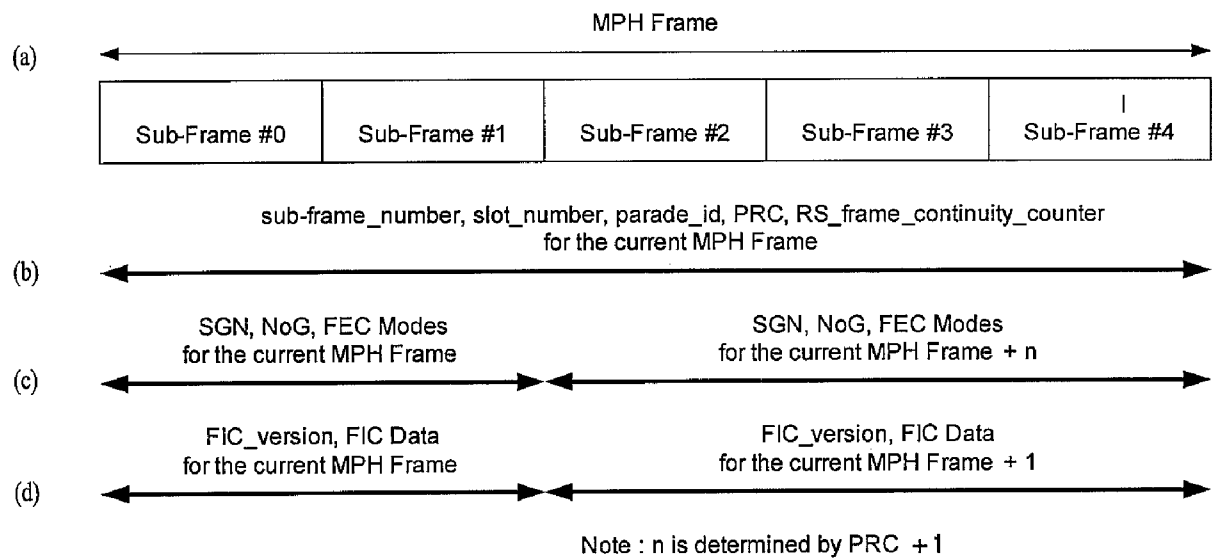 MPH Frame
(a)
Sub-Frame #0 Sub-Frame #1 Sub-Frame #2 Sub-Frame #3 Sub-Frame #4
sub-frame_number, slot_number, parade_id, PRC, RS_frame_continuity_counter
for the current MPH Frame
(b)
SGN, NoG, FEC Modes SGN, NoG, FEC Modes
for the current MPH Frame for the current MPH Frame + n
(c)
FIC_version, FIC Data FIC_version, FIC Data
for the current MPH Frame for the current MPH Frame + 1
(d)
Note : n is determined by PRC +1